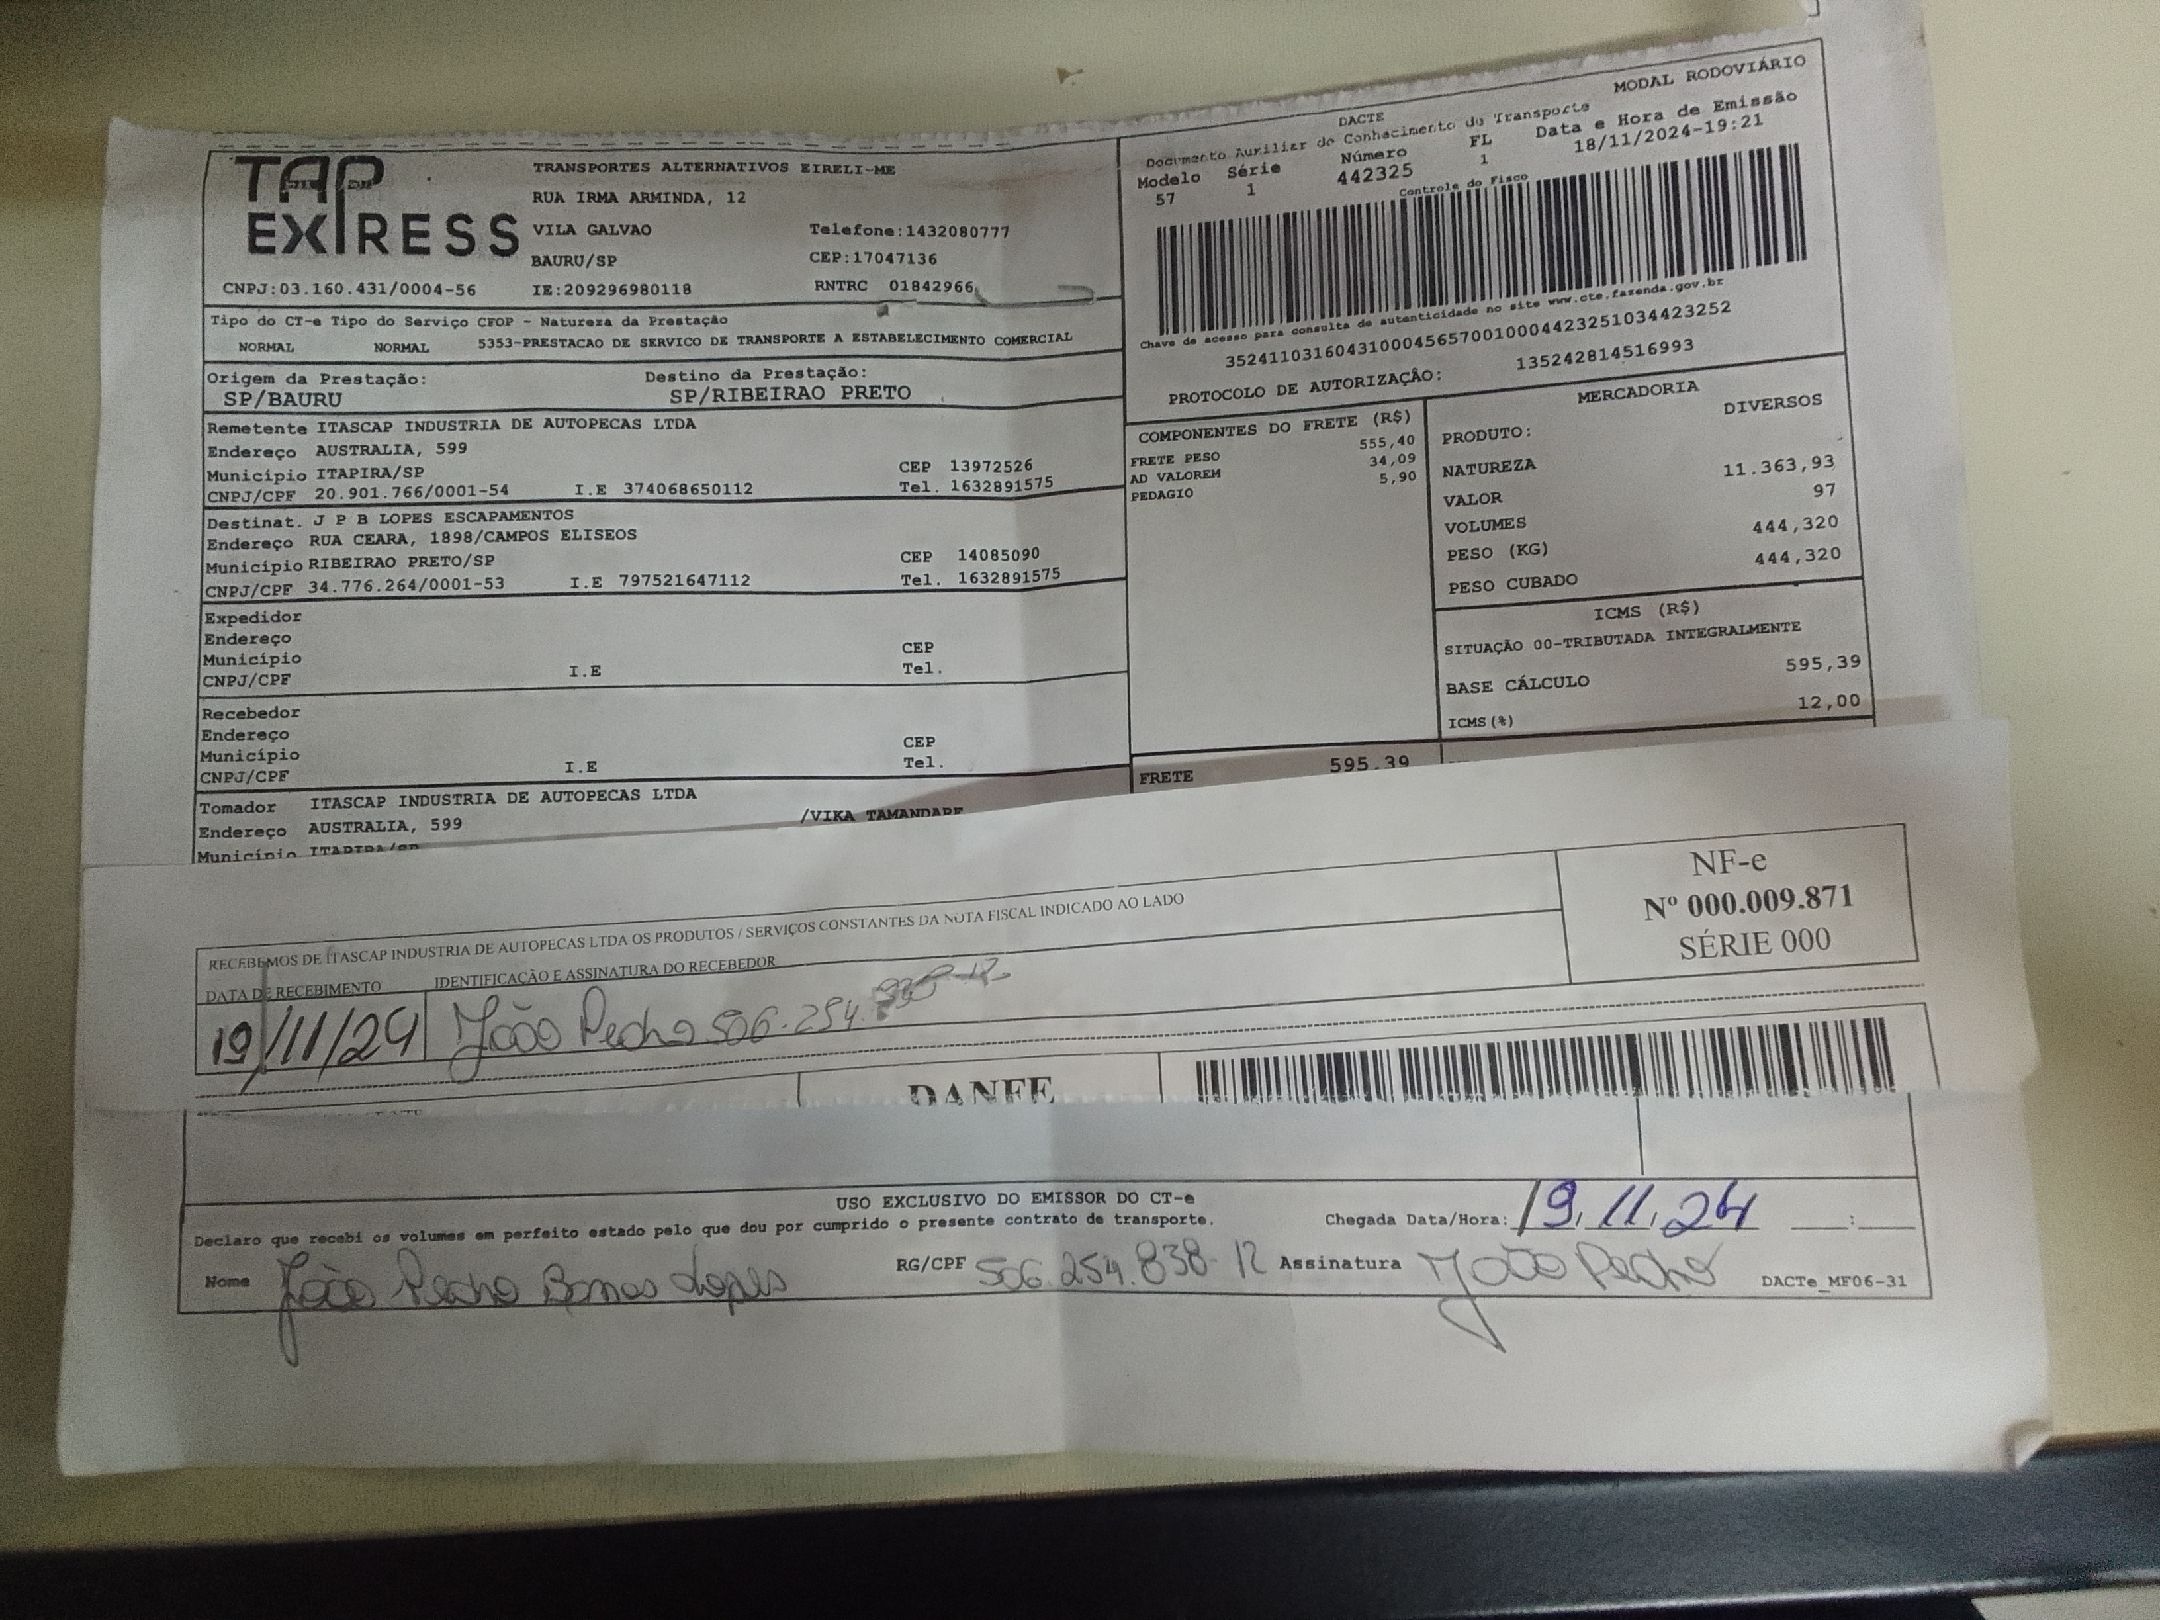 TAP EXPRESS
TRANSPORTES ALTERNATIVOS EIRELI-ME
RUA IRMA ARMINDA, 12
VILA GALVAO Telefone:1432080777
BAURU/SP CEP:17047136
CNPJ:03.160.431/0004-56 IE:209296980118 RNTRC 01842966
DACTE MODAL RODOVIÁRIO
Documento Auxiliar do Conhecimento do Transporte
Modelo Série Número FL Data e Hora de Emissão
57 1 442325 1 18/11/2024-19:21
Controle do Fisco
Chave de acesso para consulta de autenticidade no site www.cte.fazenda.gov.br
35241103160431000456570010004423251034423252
PROTOCOLO DE AUTORIZAÇÂO: 135242814516993
Tipo do CT-e Tipo do Serviço CFOP - Natureza da Prestação
NORMAL NORMAL 5353-PRESTACAO DE SERVICO DE TRANSPORTE A ESTABELECIMENTO COMERCIAL
Origem da Prestação: Destino da Prestação:
SP/BAURU SP/RIBEIRAO PRETO
Remetente ITASCAP INDUSTRIA DE AUTOPECAS LTDA
Endereço AUSTRALIA, 599
Município ITAPIRA/SP CEP 13972526
CNPJ/CPF 20.901.766/0001-54 I.E 374068650112 Tel. 1632891575
Destinat. J P B LOPES ESCAPAMENTOS
Endereço RUA CEARA, 1898/CAMPOS ELISEOS
Município RIBEIRAO PRETO/SP CEP 14085090
CNPJ/CPF 34.776.264/0001-53 I.E 797521647112 Tel. 1632891575
Expedidor
Endereço
Município CEP
CNPJ/CPF I.E Tel.
Recebedor
Endereço
Município CEP
CNPJ/CPF I.E Tel.
Tomador ITASCAP INDUSTRIA DE AUTOPECAS LTDA
Endereço AUSTRALIA, 599 /VIKA TAMANDARE
Município ITAPIRA/SP
COMPONENTES DO FRETE (R$)
FRETE PESO 555,40
AD VALOREM 34,09
PEDAGIO 5,90
FRETE 595,39
MERCADORIA
PRODUTO: DIVERSOS
NATUREZA
VALOR 11.363,93
VOLUMES 97
PESO (KG) 444,320
PESO CUBADO 444,320
ICMS (R$)
SITUAÇÃO 00-TRIBUTADA INTEGRALMENTE
BASE CÁLCULO 595,39
ICMS(%) 12,00
RECEBEMOS DE ITASCAP INDUSTRIA DE AUTOPECAS LTDA OS PRODUTOS / SERVIÇOS CONSTANTES DA NOTA FISCAL INDICADO AO LADO
DATA DE RECEBIMENTO IDENTIFICAÇÃO E ASSINATURA DO RECEBEDOR
19/11/24 João Pedro 506.254.838-12
NF-e
Nº 000.009.871
SÉRIE 000
DANFE
USO EXCLUSIVO DO EMISSOR DO CT-e
Declaro que recebi os volumes em perfeito estado pelo que dou por cumprido o presente contrato de transporte. Chegada Data/Hora: 19/11/24 __:__
Nome João Pedro Lopes RG/CPF 506.254.838-12 Assinatura João Pedro DACTe_MF06-31